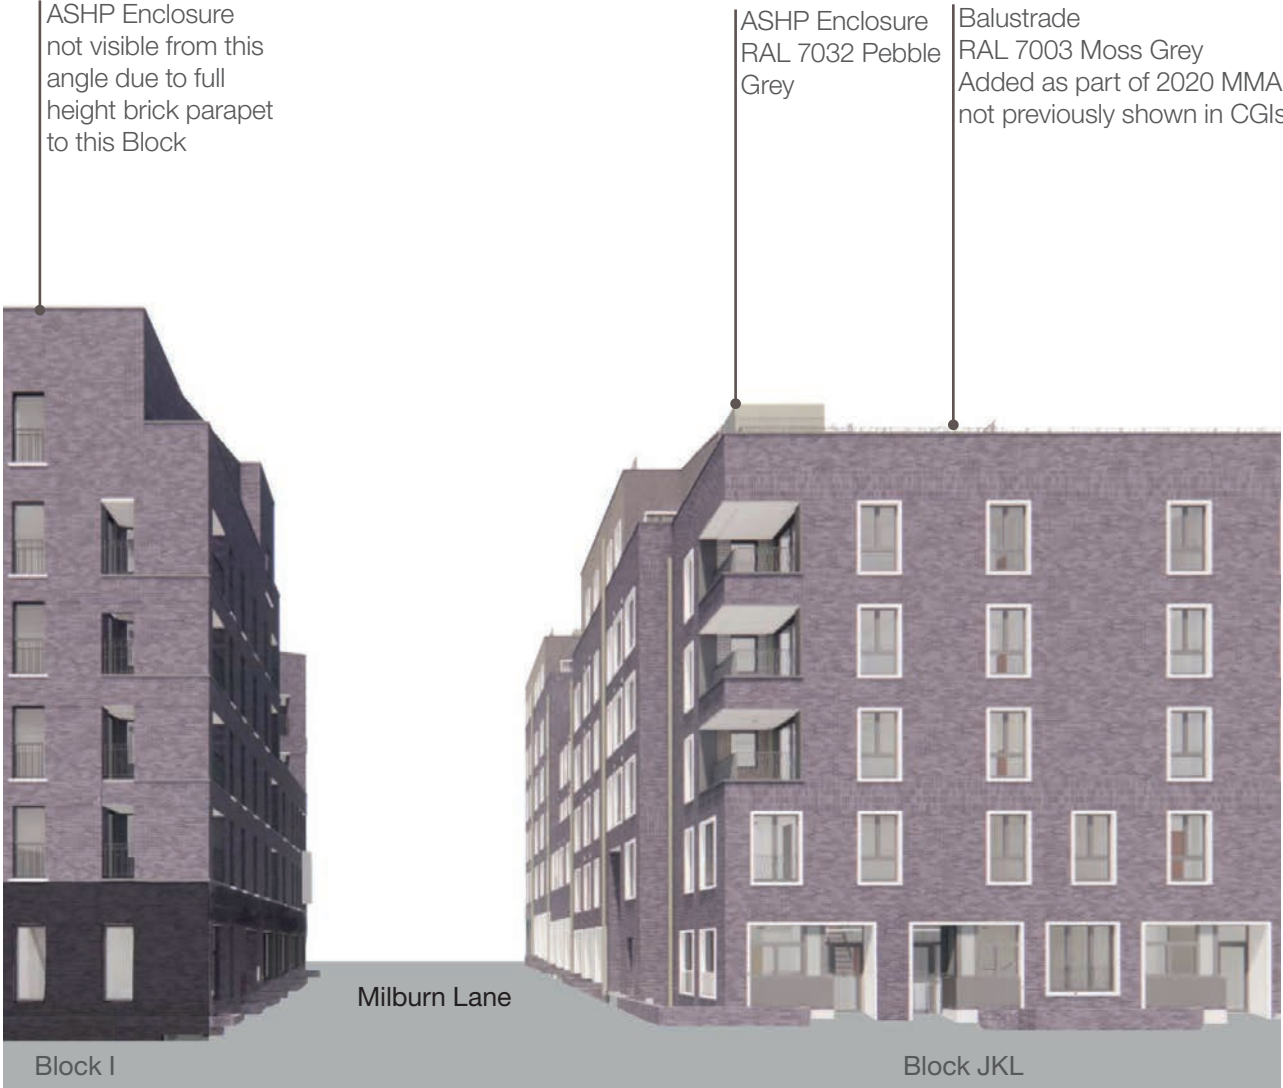 ASHP Enclosure
not visible from this
angle due to full
height brick parapet
to this Block
ASHP Enclosure
RAL 7032 Pebble
Grey
Balustrade
RAL 7003 Moss Grey
Added as part of 2020 MMA
not previously shown in CGIs
Milburn Lane
Block I
Block JKL